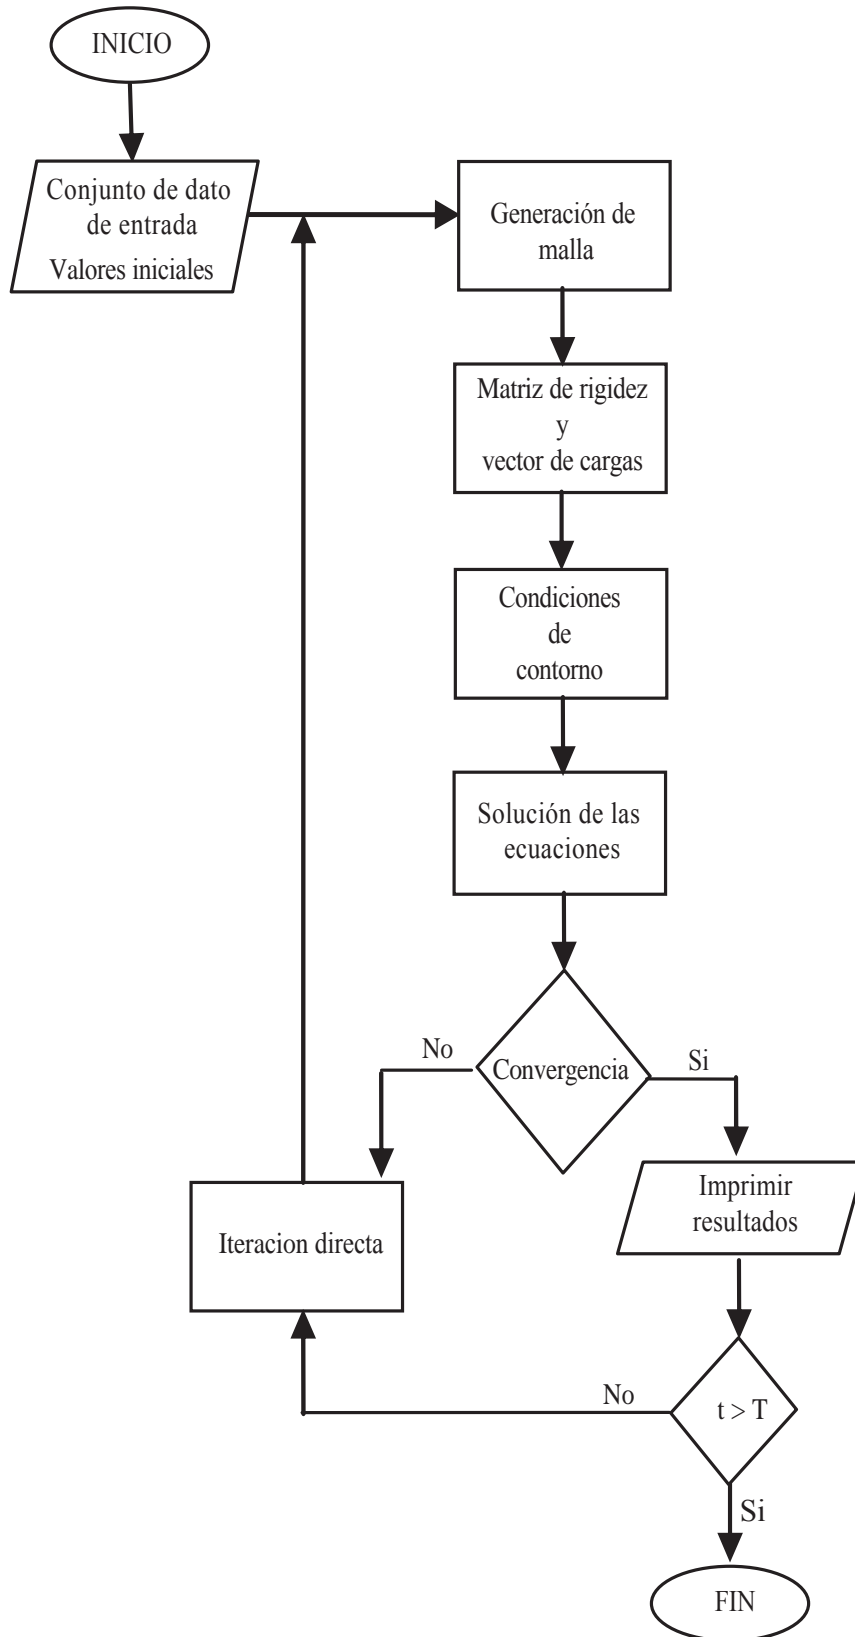 INICIO
Conjunto de dato
de entrada
Valores iniciales
Generación de
malla
Matriz de rigidez
y
vector de cargas
Condiciones
de
contorno
Solución de las
ecuaciones
Convergencia
No
Si
Iteracion directa
Imprimir
resultados
t > T
No
Si
FIN